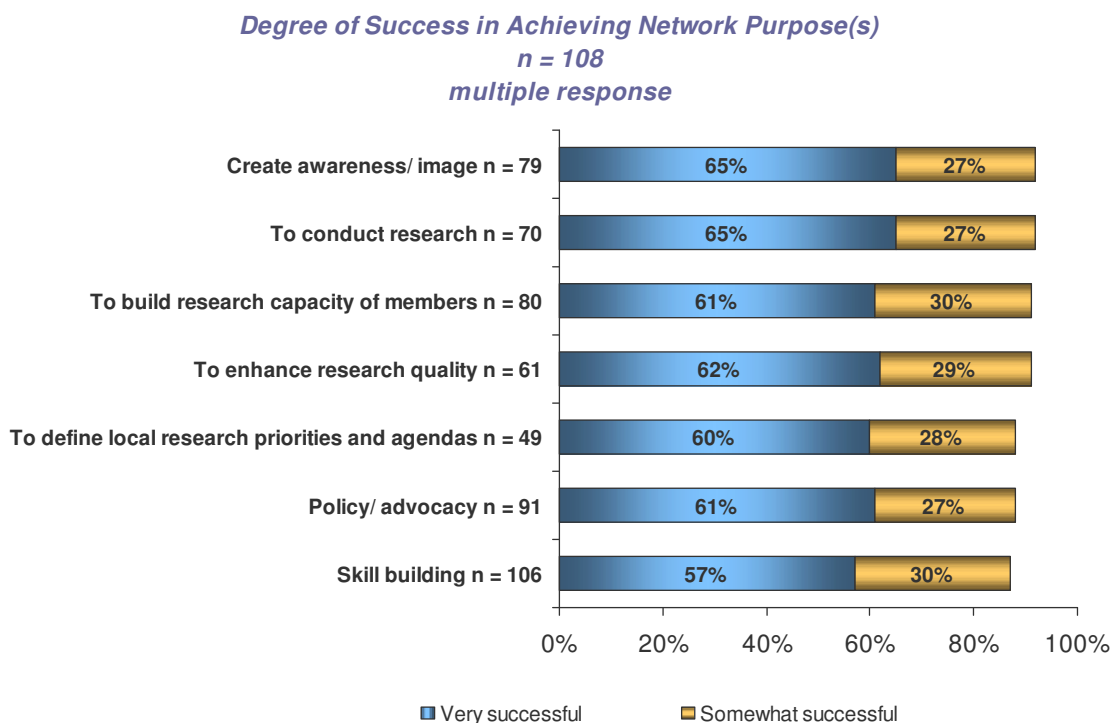 Degree of Success in Achieving Network Purpose(s)
n = 108
multiple response
Create awareness/ image n = 79
65%
27%
To conduct research n = 70
65%
27%
To build research capacity of members n = 80
61%
30%
To enhance research quality n = 61
62%
29%
To define local research priorities and agendas n = 49
60%
28%
Policy/ advocacy n = 91
61%
27%
Skill building n = 106
57%
30%
0%
20%
40%
60%
80%
100%
Very successful
Somewhat successful